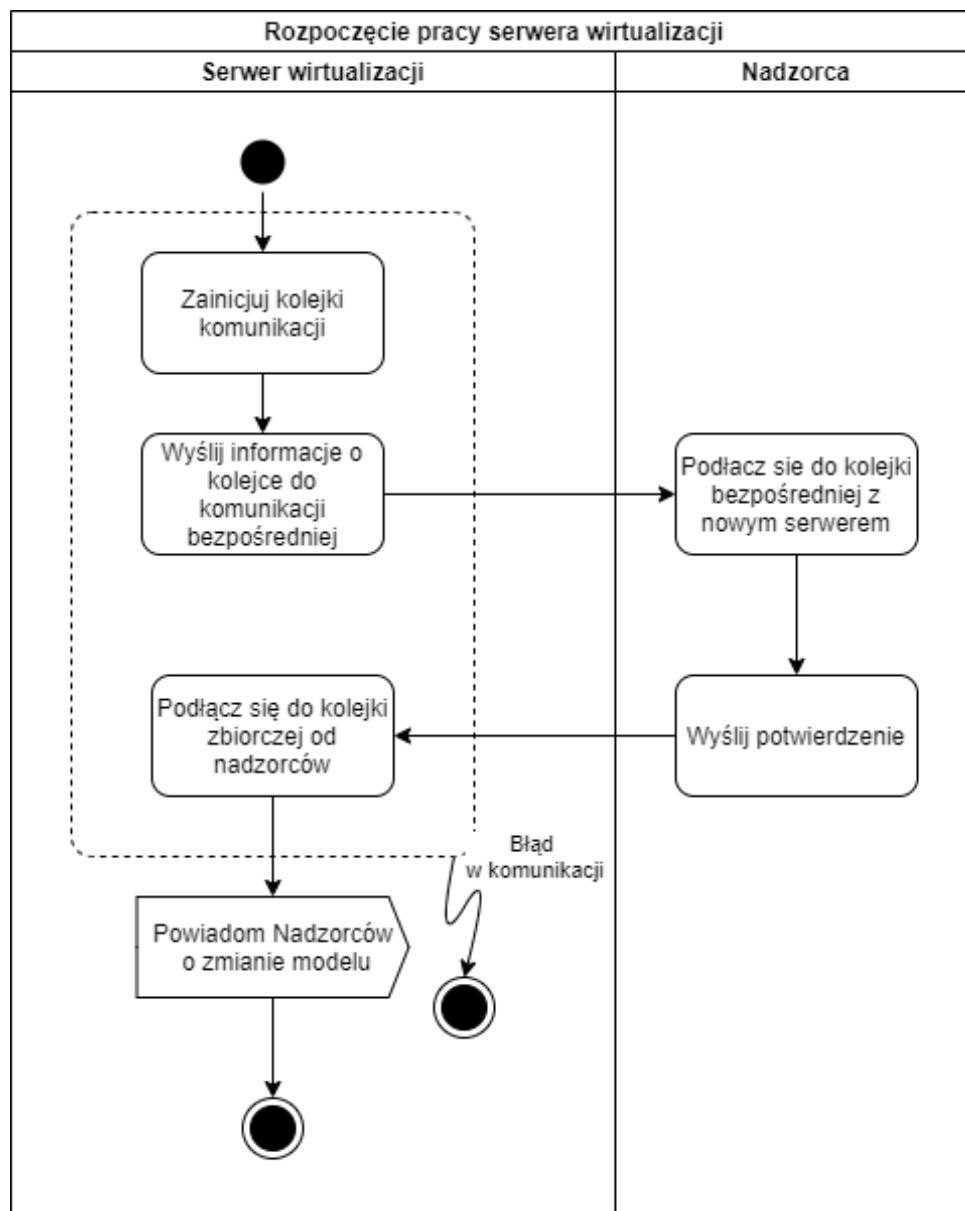 Rozpoczęcie pracy serwera wirtualizacji
Serwer wirtualizacji
Nadzorca
Zainicjuj kolejki
komunikacji
Wyślij informacje o
kolejce do
komunikacji
bezpośredniej
Podłacz sie do kolejki
bezpośredniej z
nowym serwerem
Podłącz się do kolejki
zbiorczej od
nadzorców
Wyślij potwierdzenie
Błąd
w komunikacji
Powiadom Nadzorców
o zmianie modelu